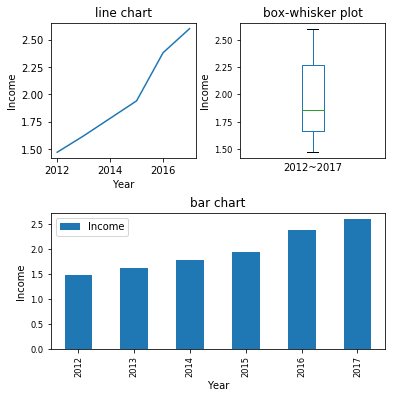 line chart
2.50
2.25
2.00
1.75
1.50
Income
2012
2014
2016
Year
box-whisker plot
2.50
2.25
2.00
1.75
1.50
Income
2012~2017
bar chart
Income
2.5
2.0
1.5
1.0
0.5
0.0
Income
2012
2013
2014
2015
2016
2017
Year